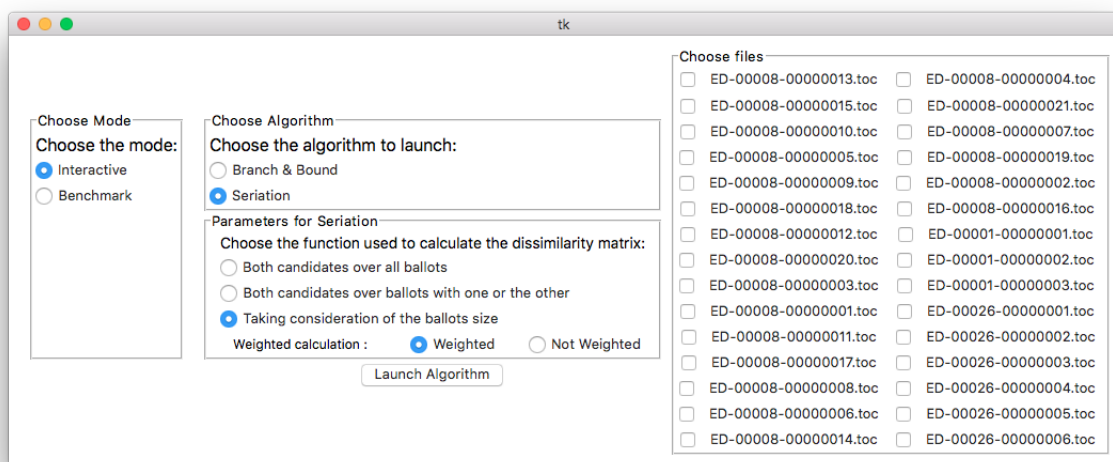 tk
Choose Mode
Choose the mode:
Interactive
Benchmark
Choose Algorithm
Choose the algorithm to launch:
Branch & Bound
Seriation
Parameters for Seriation
Choose the function used to calculate the dissimilarity matrix:
Both candidates over all ballots
Both candidates over ballots with one or the other
Taking consideration of the ballots size
Weighted calculation : Weighted Not Weighted
Launch Algorithm
Choose files
ED-00008-00000013.toc ED-00008-00000004.toc
ED-00008-00000015.toc ED-00008-00000021.toc
ED-00008-00000010.toc ED-00008-00000007.toc
ED-00008-00000005.toc ED-00008-00000019.toc
ED-00008-00000009.toc ED-00008-00000002.toc
ED-00008-00000018.toc ED-00008-00000016.toc
ED-00008-00000012.toc ED-00001-00000001.toc
ED-00008-00000020.toc ED-00001-00000002.toc
ED-00008-00000003.toc ED-00001-00000003.toc
ED-00008-00000001.toc ED-00026-00000001.toc
ED-00008-00000011.toc ED-00026-00000002.toc
ED-00008-00000017.toc ED-00026-00000003.toc
ED-00008-00000008.toc ED-00026-00000004.toc
ED-00008-00000006.toc ED-00026-00000005.toc
ED-00008-00000014.toc ED-00026-00000006.toc